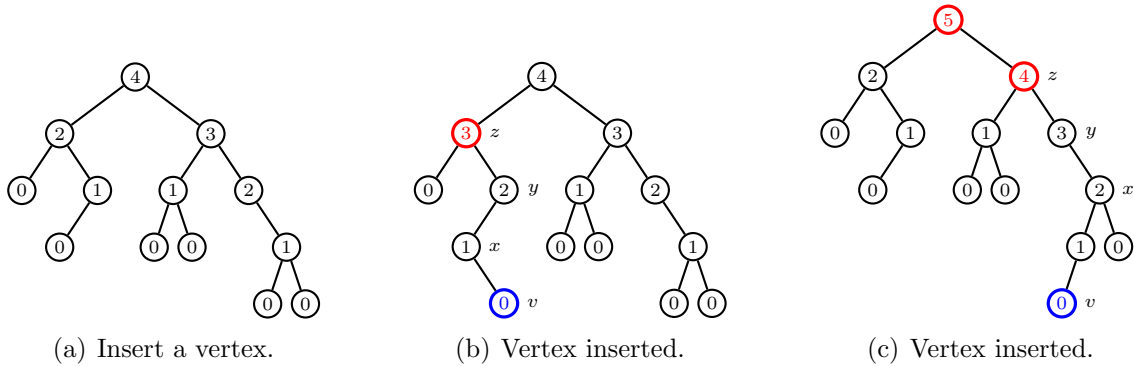 4
2 3
0 1 1 2
0 0 0 1
0 0
(a) Insert a vertex.
4
3 z 3
0 2 y 1 2
1 x 0 0 1
0 v 0 0
(b) Vertex inserted.
5
2 4 z
0 1 1 3 y
0 0 0 2 x
1 0
0 v
(c) Vertex inserted.